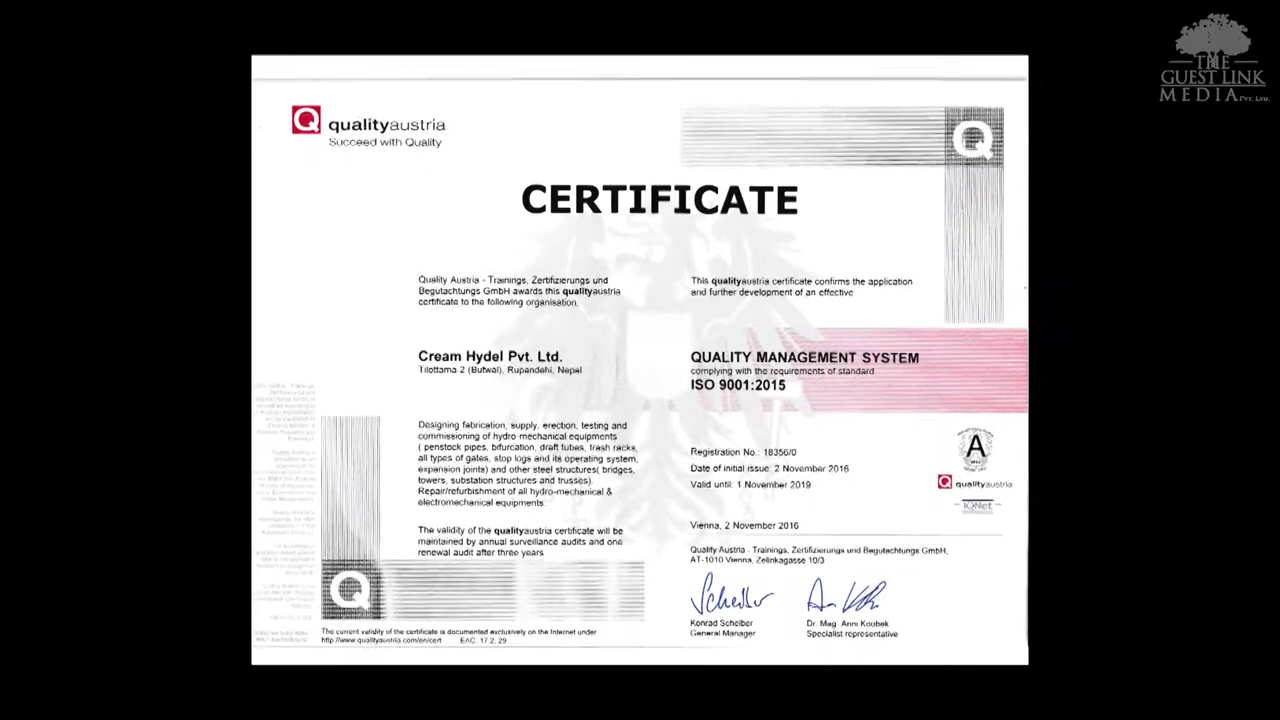 THE
GUEST LINK
MEDIA Pvt. Ltd.
Q qualityaustria
Succeed with Quality
Q
CERTIFICATE
Quality Austria - Trainings, Zertifizierungs und
Begutachtungs GmbH awards this qualityaustria
certificate to the following organisation.
This qualityaustria certificate confirms the application
and further development of an effective
Cream Hydel Pvt. Ltd.
Tilottama 2 (Butwal), Rupandehi, Nepal
QUALITY MANAGEMENT SYSTEM
complying with the requirements of standard
ISO 9001:2015
Designing fabrication, supply, erection, testing and
commissioning of hydro-mechanical equipments
( penstock pipes, bifurcation, draft tubes, trash racks,
all types of gates, stop logs and its operating system,
expansion joints) and other steel structures( bridges,
towers, substation structures and trusses).
Repair/refurbishment of all hydro-mechanical &
electromechanical equipments.
Registration No.: 18356/0
Date of initial issue: 2 November 2016
Valid until: 1 November 2019
A
Q qualityaustria
IQNet
The validity of the qualityaustria certificate will be
maintained by annual surveillance audits and one
renewal audit after three years
Vienna, 2 November 2016
Quality Austria - Trainings, Zertifizierungs und Begutachtungs GmbH,
AT-1010 Vienna, Zelinkagasse 10/3
Q
Konrad Scheiber
General Manager
Dr. Mag. Anni Koubek
Specialist representative
The current validity of the certificate is documented exclusively on the Internet under
http://www.qualityaustria.com/en/cert EAC: 17.2, 29